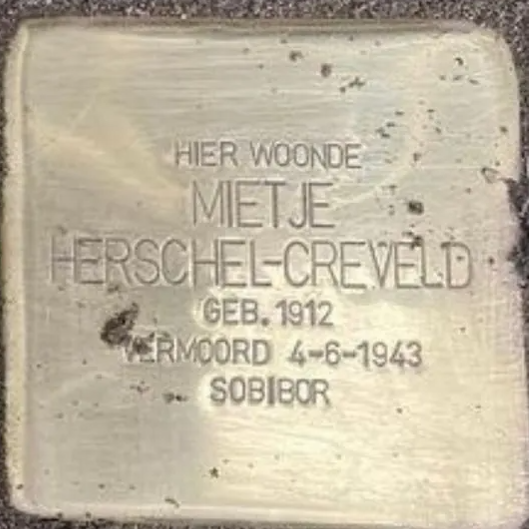 HIER WOONDE
MIETJE
HERSCHEL-CREVELD
GEB. 1912
VERMOORD 4-6-1943
SOBIBOR